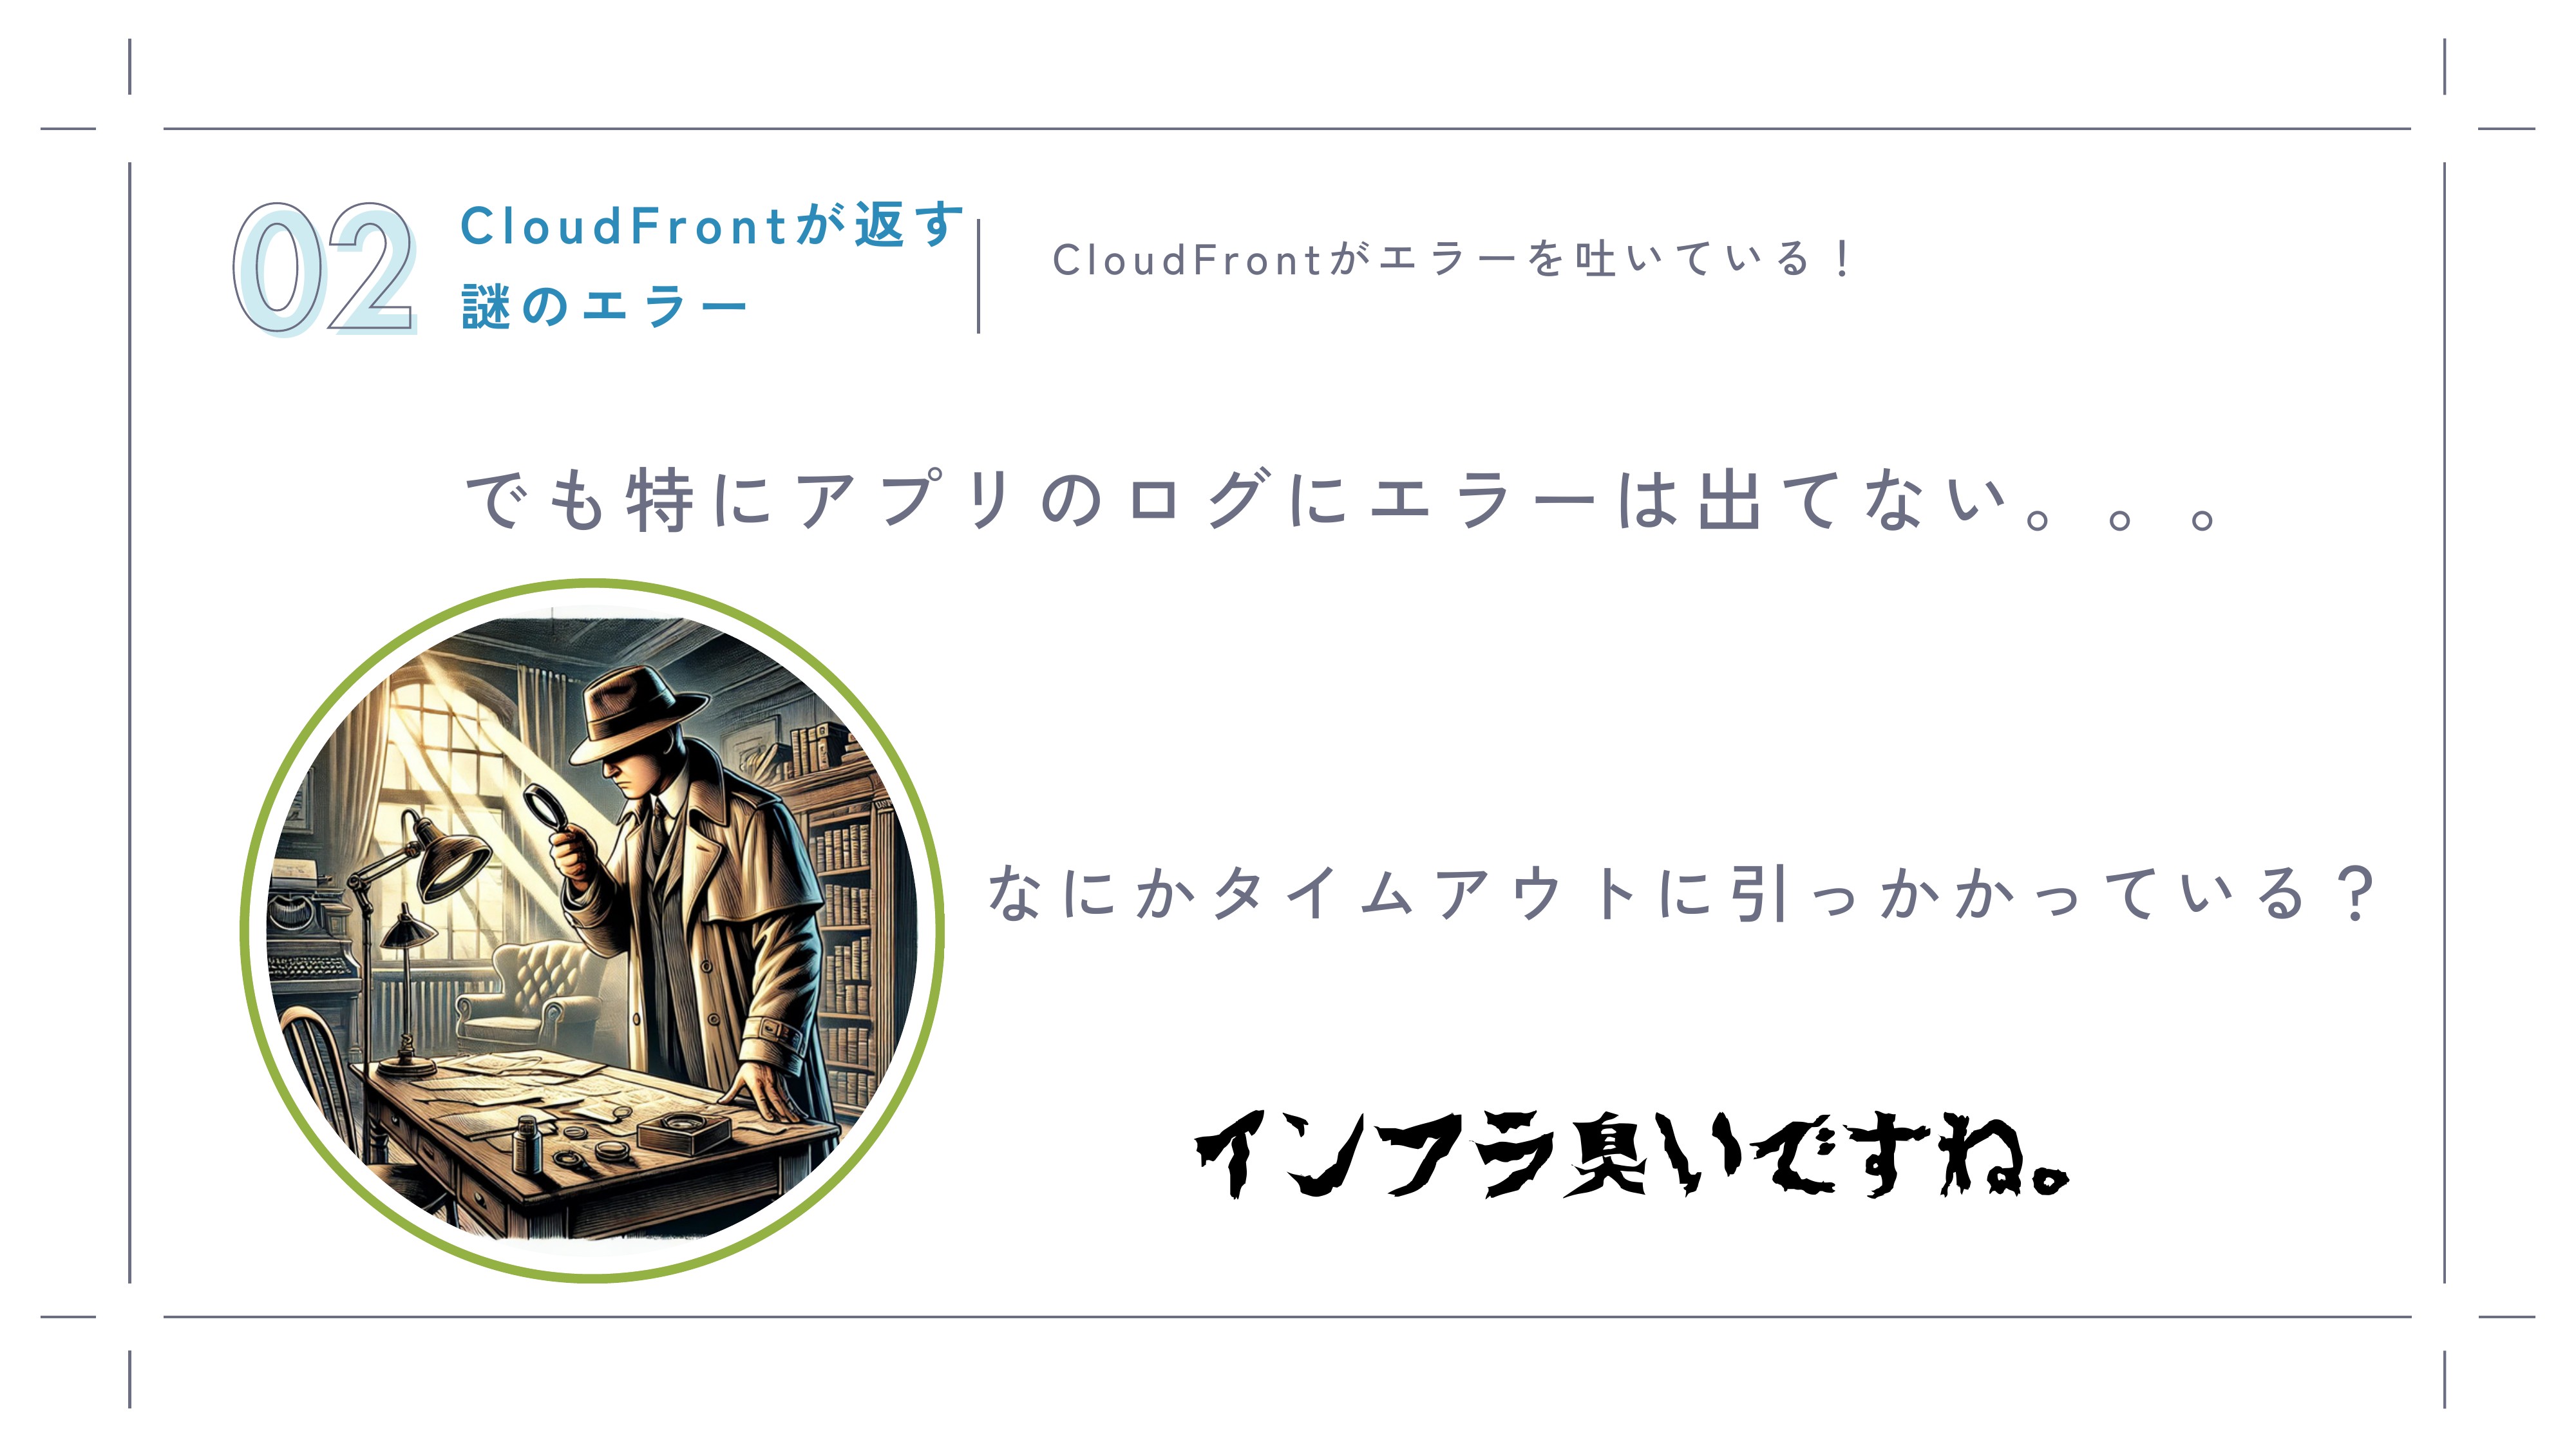 02
CloudFrontが返す
謎のエラー
CloudFrontがエラーを吐いている！
でも特にアプリのログにエラーは出てない。。。
なにかタイムアウトに引っかかっている？
インフラ臭いですね。